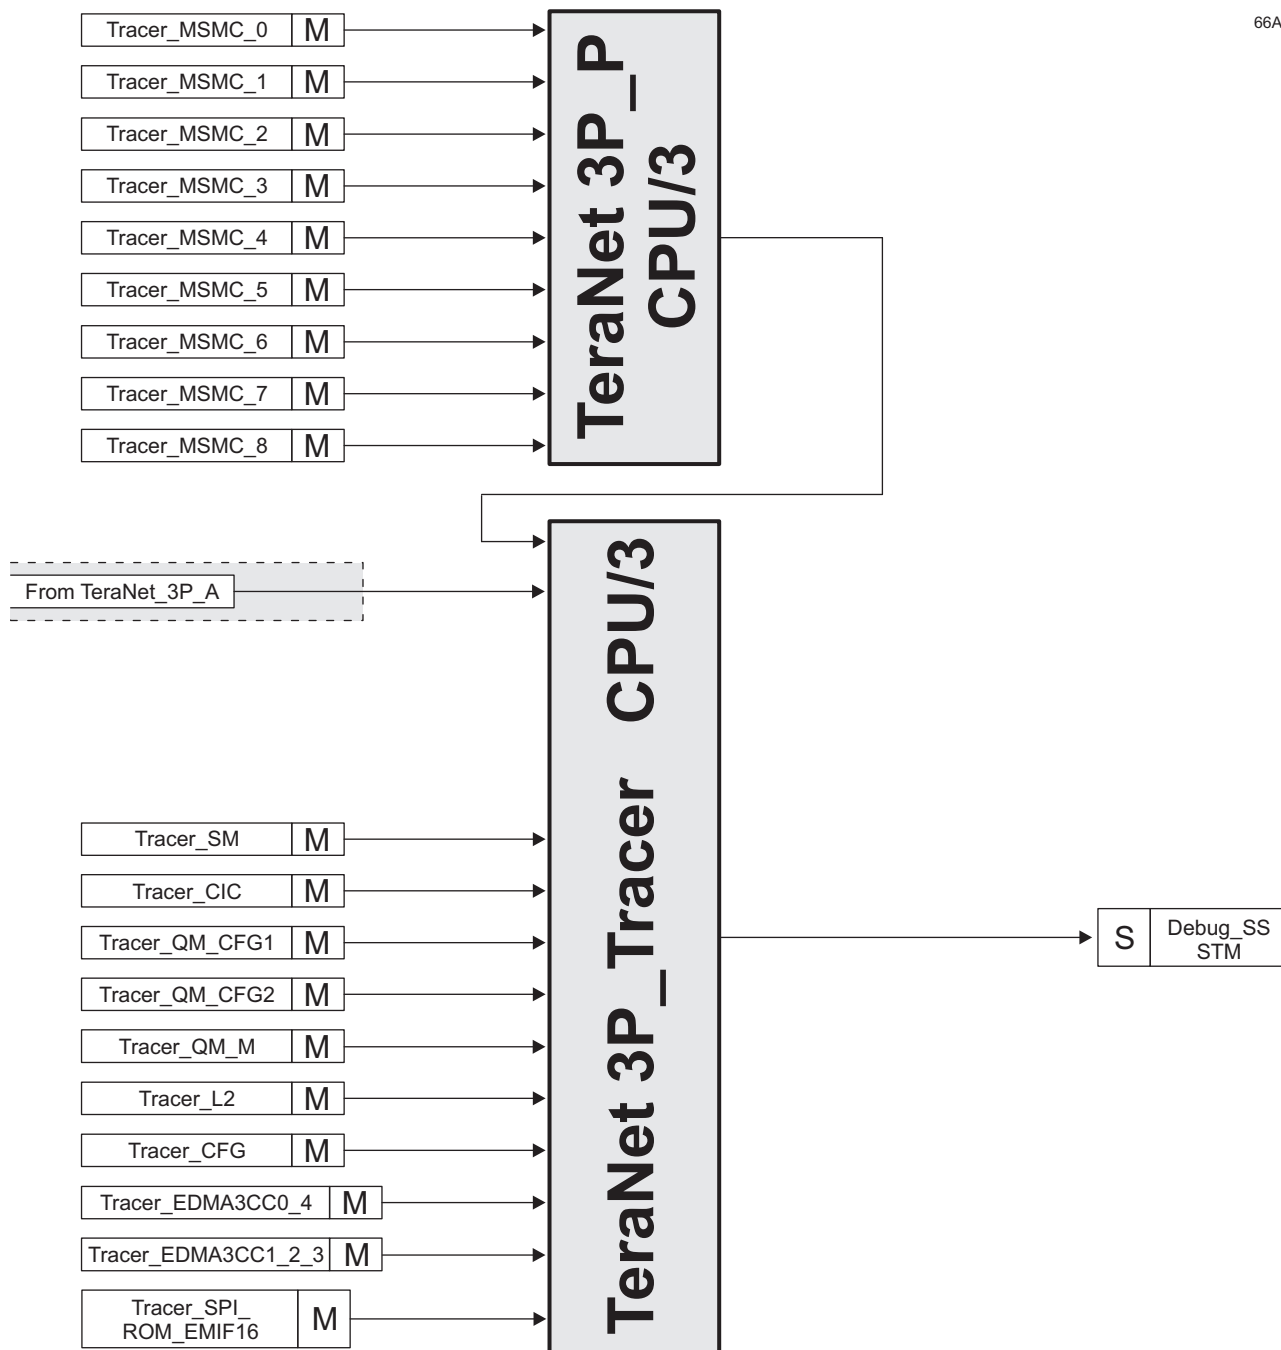 66A
Tracer_MSMC_0 M
Tracer_MSMC_1 M
Tracer_MSMC_2 M
Tracer_MSMC_3 M
Tracer_MSMC_4 M
Tracer_MSMC_5 M
Tracer_MSMC_6 M
Tracer_MSMC_7 M
Tracer_MSMC_8 M
TeraNet 3P_P
CPU/3
From TeraNet_3P_A
TeraNet 3P_Tracer CPU/3
Tracer_SM M
Tracer_CIC M
Tracer_QM_CFG1 M
Tracer_QM_CFG2 M
Tracer_QM_M M
Tracer_L2 M
Tracer_CFG M
Tracer_EDMA3CC0_4 M
Tracer_EDMA3CC1_2_3 M
Tracer_SPI_
ROM_EMIF16 M
S Debug_SS
STM